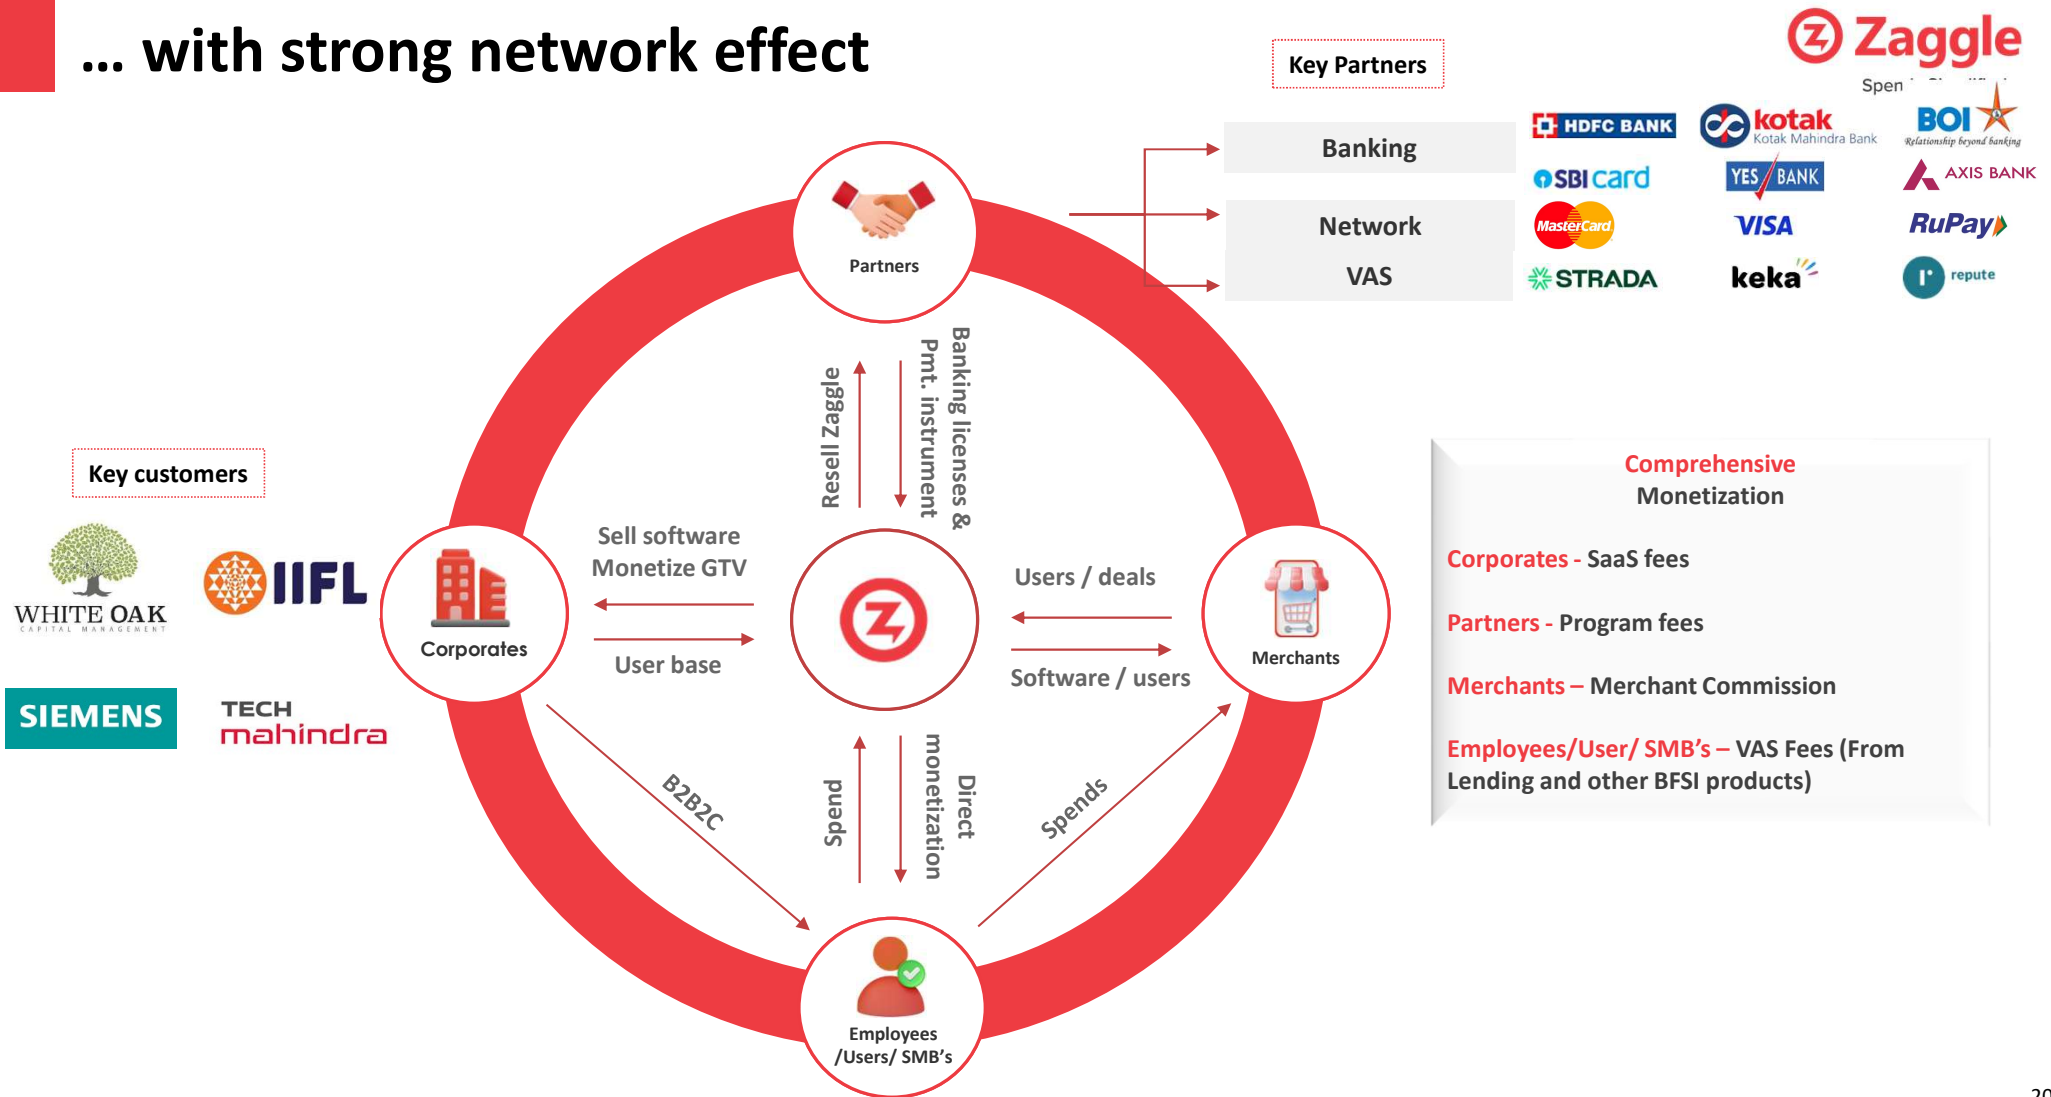 ... with strong network effect
Zaggle
Spen
Key Partners
Banking
HDFC BANK
kotak
Kotak Mahindra Bank
BOI
Relationship beyond banking
SBI card
YES BANK
AXIS BANK
Network
MasterCard
VISA
RuPay
VAS
STRADA
keka
r
repute
Partners
Resell Zaggle
Banking licenses &
Pmt. instrument
Key customers
WHITE OAK
CAPITAL MANAGEMENT
IIFL
SIEMENS
TECH
mahindra
Corporates
Sell software
Monetize GTV
User base
Users / deals
Software / users
Merchants
B2B2C
Spend
Direct
monetization
Spends
Employees
/Users/ SMB's
Comprehensive
Monetization
Corporates - SaaS fees
Partners - Program fees
Merchants – Merchant Commission
Employees/User/ SMB's – VAS Fees (From
Lending and other BFSI products)
20